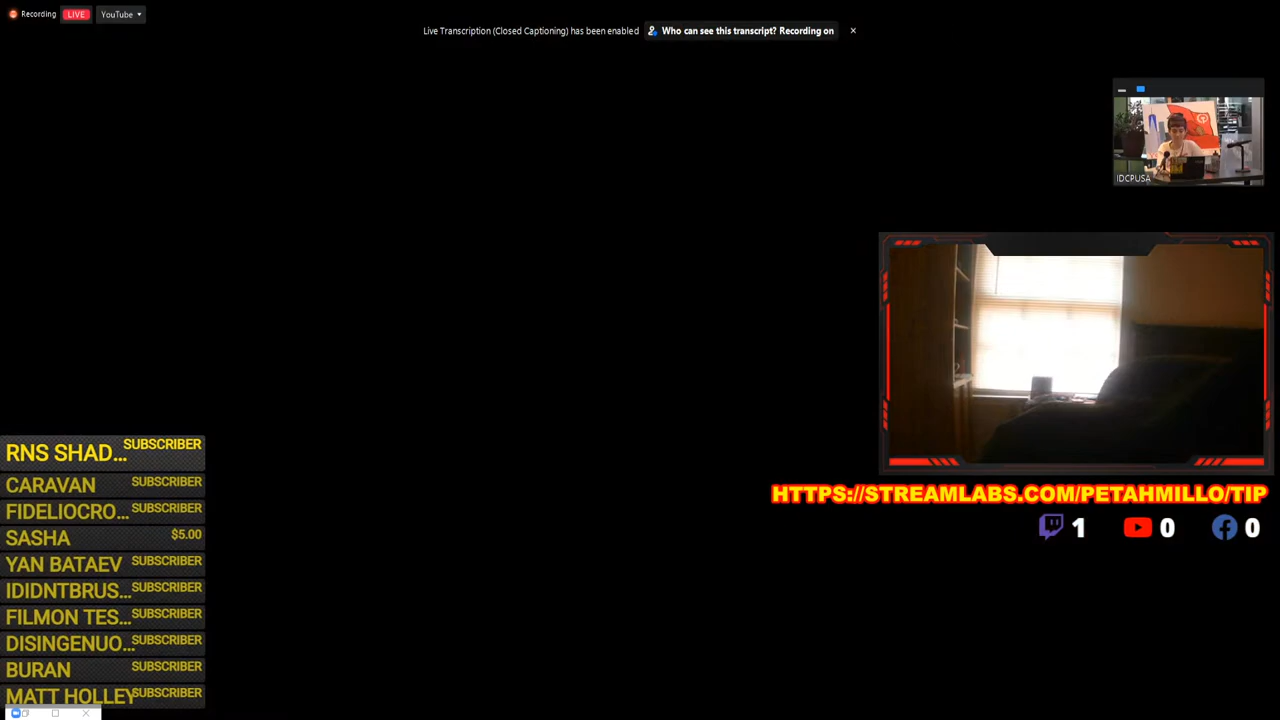 Recording LIVE YouTube
Live Transcription (Closed Captioning) has been enabled Who can see this transcript? Recording on
IDCPUSA
RNS SHAD... SUBSCRIBER
CARAVAN SUBSCRIBER
FIDELIOCRO... SUBSCRIBER
SASHA $5.00
YAN BATAEV SUBSCRIBER
IDIDNTBRUS... SUBSCRIBER
FILMON TES... SUBSCRIBER
DISINGENUO... SUBSCRIBER
BURAN SUBSCRIBER
MATT HOLLEY SUBSCRIBER
HTTPS://STREAMLABS.COM/PETAHMILLO/TIP
1 0 0